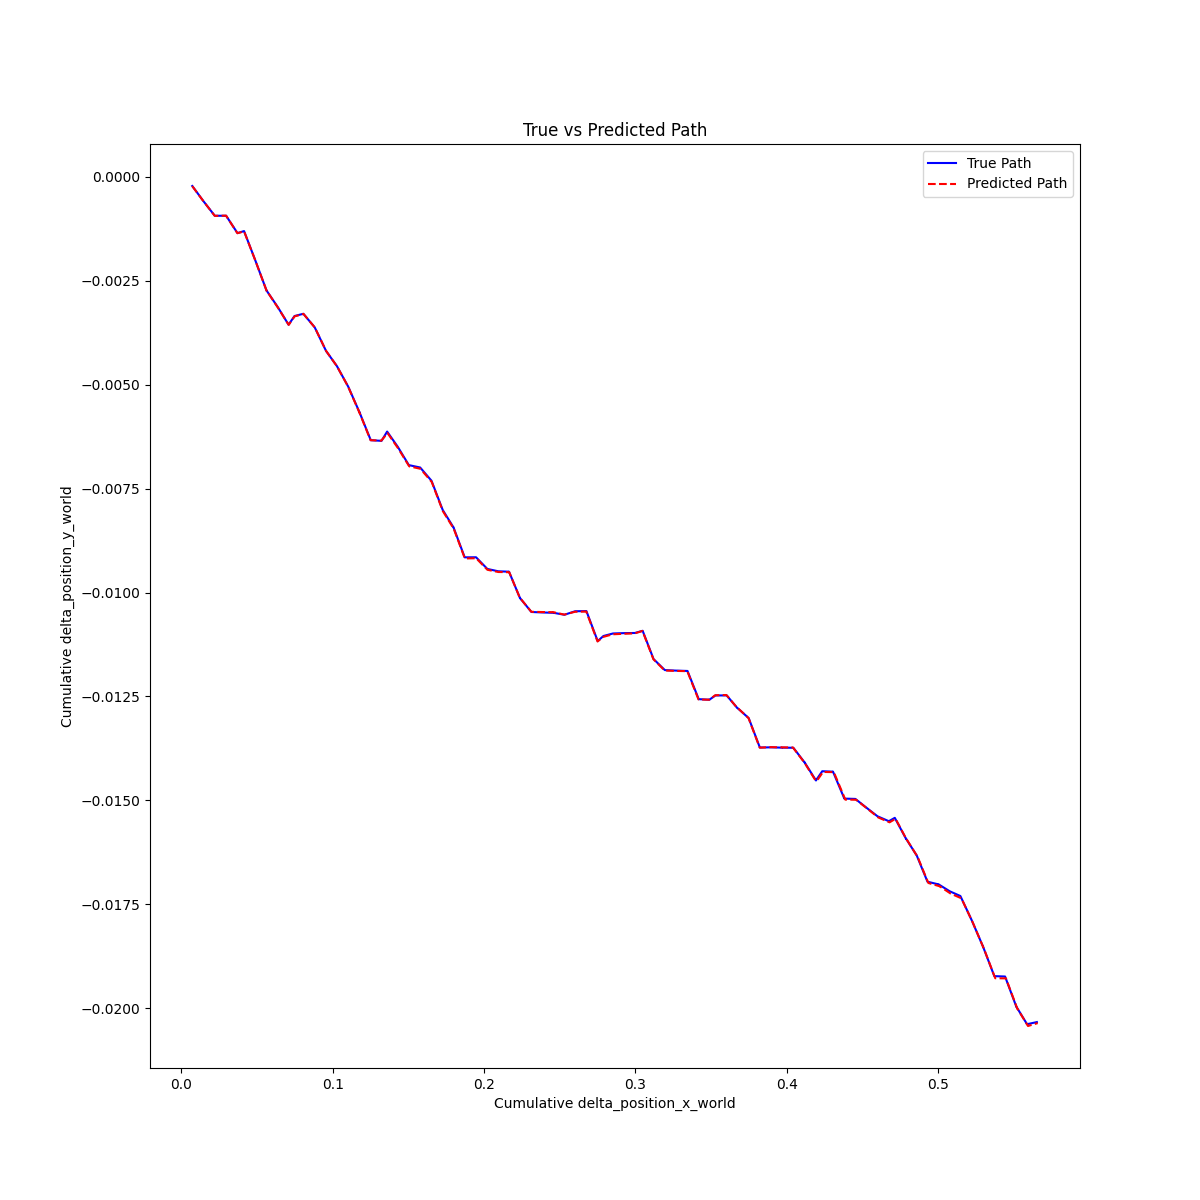 True vs Predicted Path
True Path
Predicted Path
0.0000
−0.0025
−0.0050
−0.0075
−0.0100
−0.0125
−0.0150
−0.0175
−0.0200
Cumulative delta_position_y_world
0.0 0.1 0.2 0.3 0.4 0.5
Cumulative delta_position_x_world